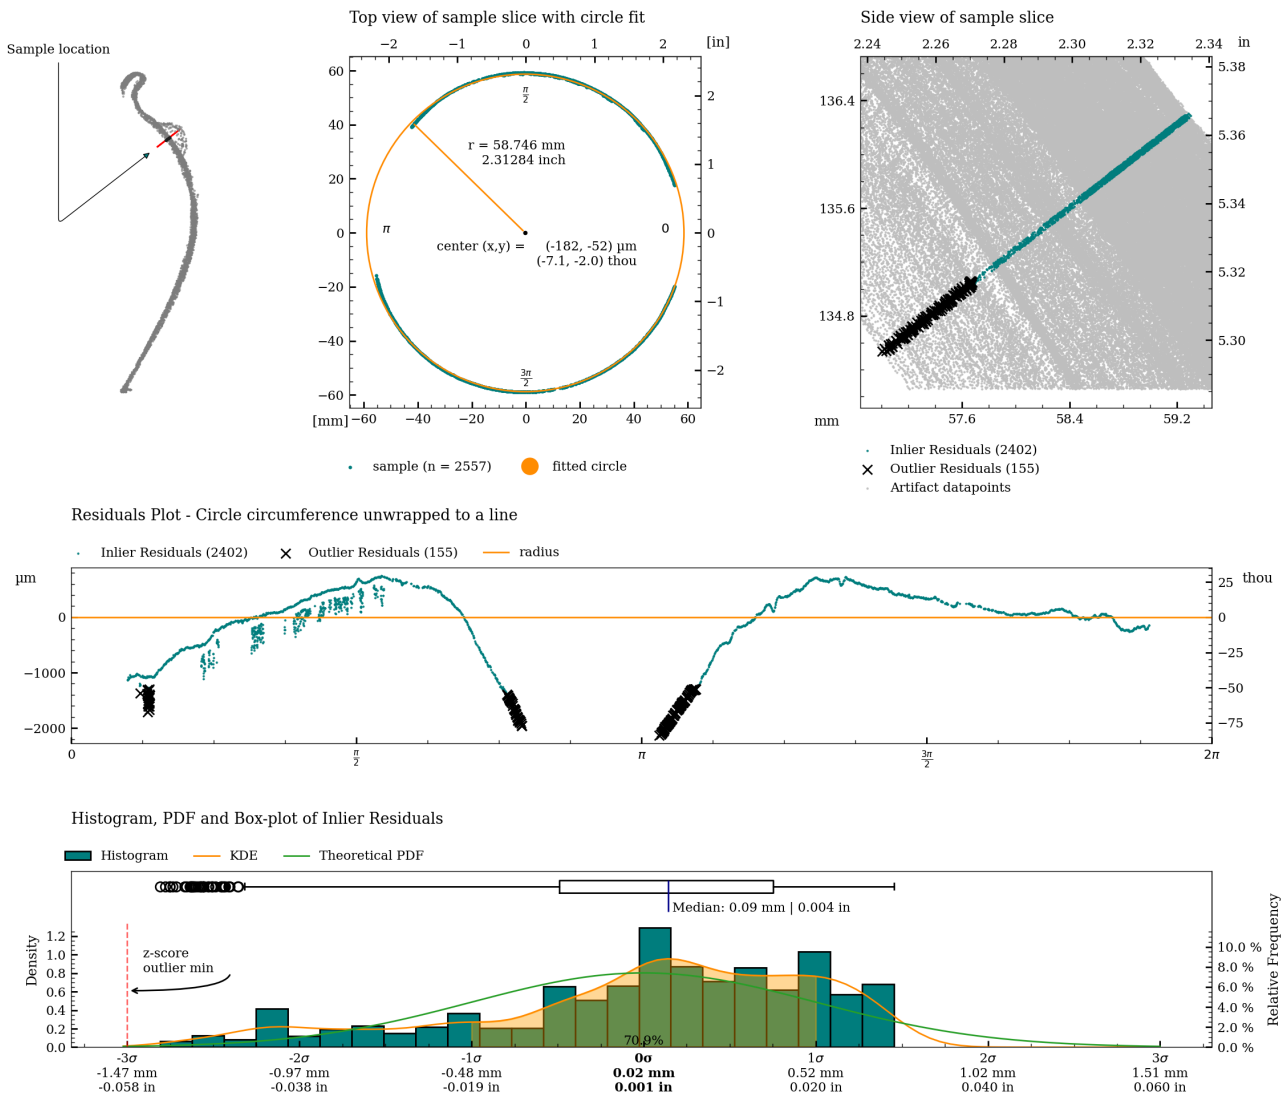 Sample location
Top view of sample slice with circle fit
−2 −1 0 1 2 [in]
60
40
20
0
−20
−40
−60
2
1
0
−1
−2
π/2
r = 58.746 mm
2.31284 inch
π
0
center (x,y) = (-182, -52) µm
(-7.1, -2.0) thou
3π/2
[mm] −60 −40 −20 0 20 40 60
sample (n = 2557) fitted circle
Side view of sample slice
2.24 2.26 2.28 2.30 2.32 2.34 in
136.4
135.6
134.8
5.38
5.36
5.34
5.32
5.30
mm 57.6 58.4 59.2
Inlier Residuals (2402)
Outlier Residuals (155)
Artifact datapoints
Residuals Plot - Circle circumference unwrapped to a line
Inlier Residuals (2402) Outlier Residuals (155) radius
µm
0
−1000
−2000
thou
25
0
−25
−50
−75
0 π/2 π 3π/2 2π
Histogram, PDF and Box-plot of Inlier Residuals
Histogram KDE Theoretical PDF
Median: 0.09 mm | 0.004 in
z-score
outlier min
Density
1.2
1.0
0.8
0.6
0.4
0.2
0.0
Relative Frequency
10.0 %
8.0 %
6.0 %
4.0 %
2.0 %
0.0 %
70.9%
-3σ -2σ -1σ 0σ 1σ 2σ 3σ
-1.47 mm -0.97 mm -0.48 mm 0.02 mm 0.52 mm 1.02 mm 1.51 mm
-0.058 in -0.038 in -0.019 in 0.001 in 0.020 in 0.040 in 0.060 in